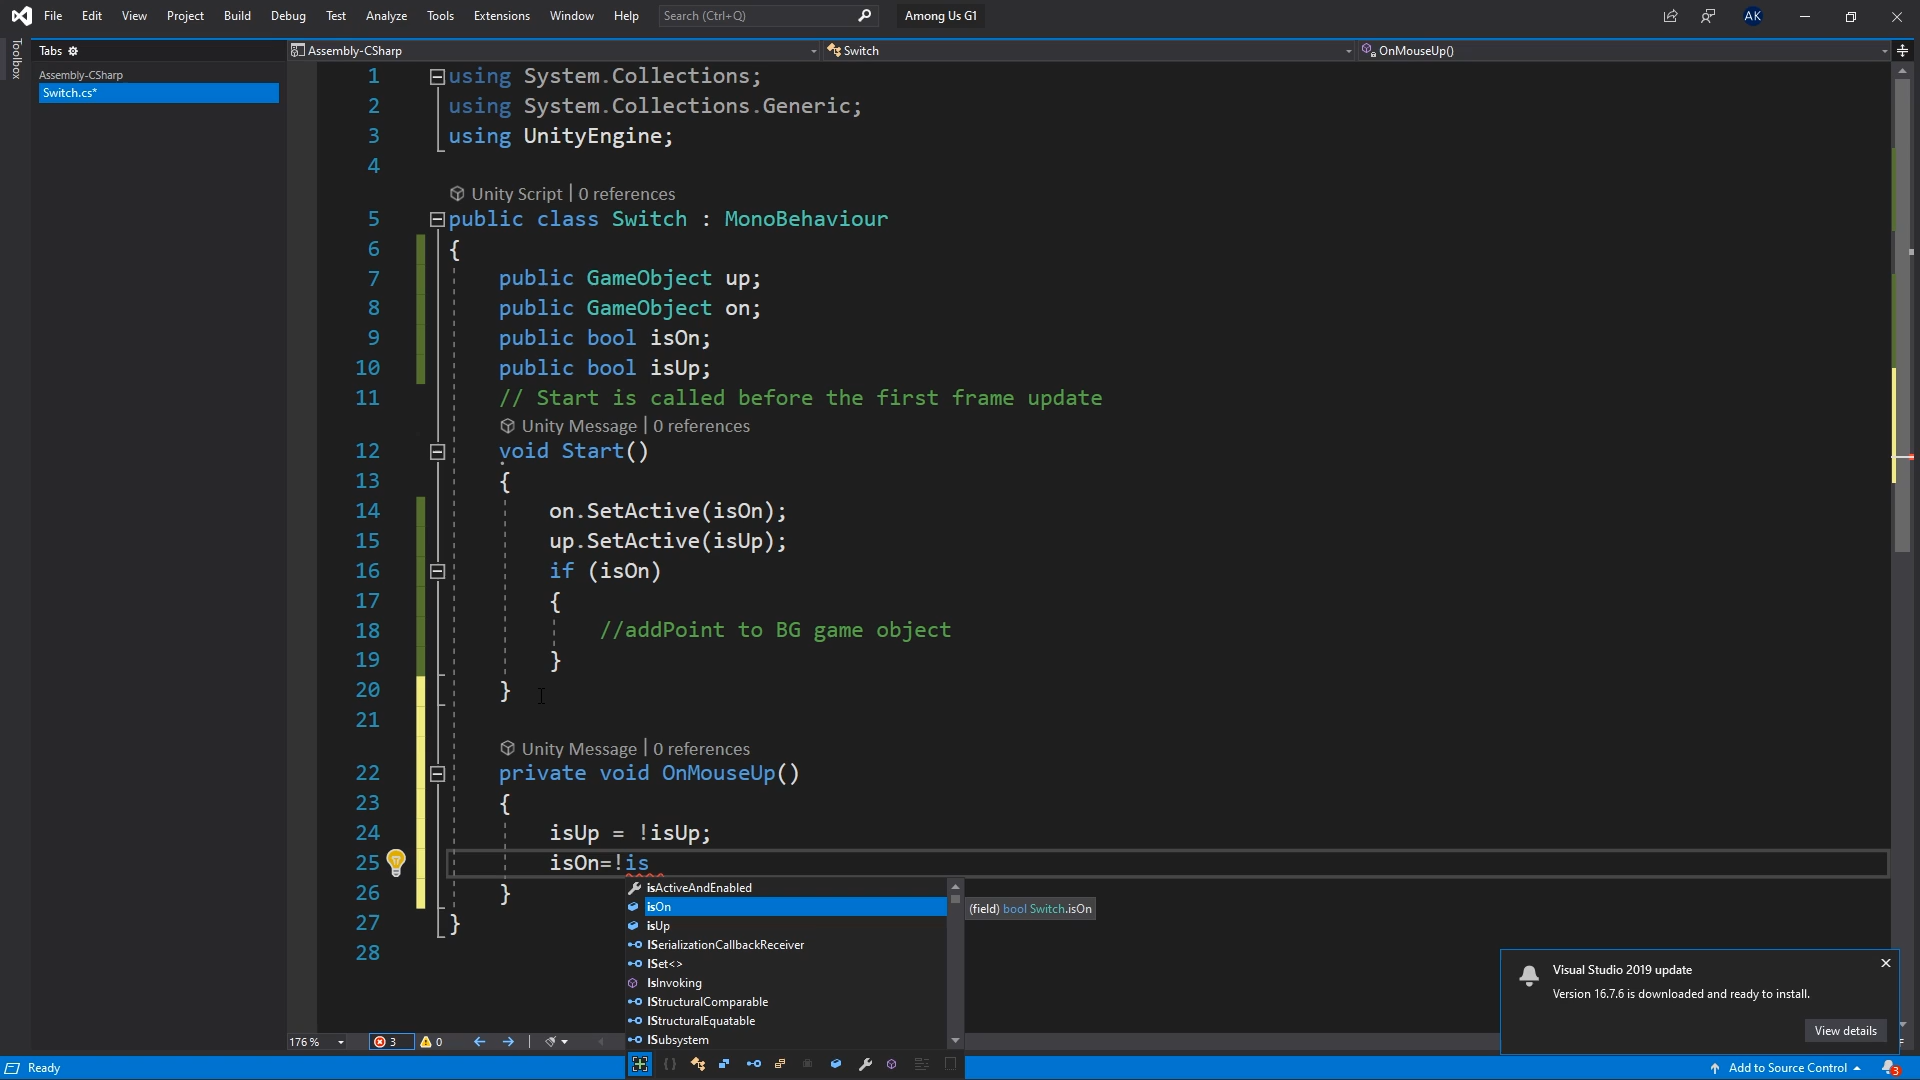 File Edit View Project Build Debug Test Analyze Tools Extensions Window Help Search (Ctrl+Q) Among Us G1 AK
Toolbox
Tabs
Assembly-CSharp
Switch.cs*
Assembly-CSharp Switch OnMouseUp()
1 using System.Collections;
2 using System.Collections.Generic;
3 using UnityEngine;
4
Unity Script | 0 references
5 public class Switch : MonoBehaviour
6 {
7 public GameObject up;
8 public GameObject on;
9 public bool isOn;
10 public bool isUp;
11 // Start is called before the first frame update
Unity Message | 0 references
12 void Start()
13 {
14 on.SetActive(isOn);
15 up.SetActive(isUp);
16 if (isOn)
17 {
18 //addPoint to BG game object
19 }
20 }
21
Unity Message | 0 references
22 private void OnMouseUp()
23 {
24 isUp = !isUp;
25 isOn=!is
26 }
27 }
28
isActiveAndEnabled
isOn
isUp
ISerializationCallbackReceiver
ISet<>
IsInvoking
IStructuralComparable
IStructuralEquatable
ISubsystem
(field) bool Switch.isOn
Visual Studio 2019 update
Version 16.7.6 is downloaded and ready to install.
View details
176 % 3 0
Ready Add to Source Control 3